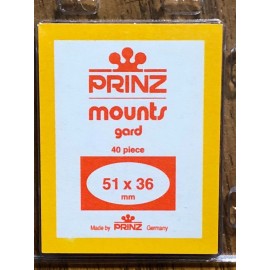 PRINZ
mounts
gard
40 piece
51 x 36
mm
Made by PRINZ Germany